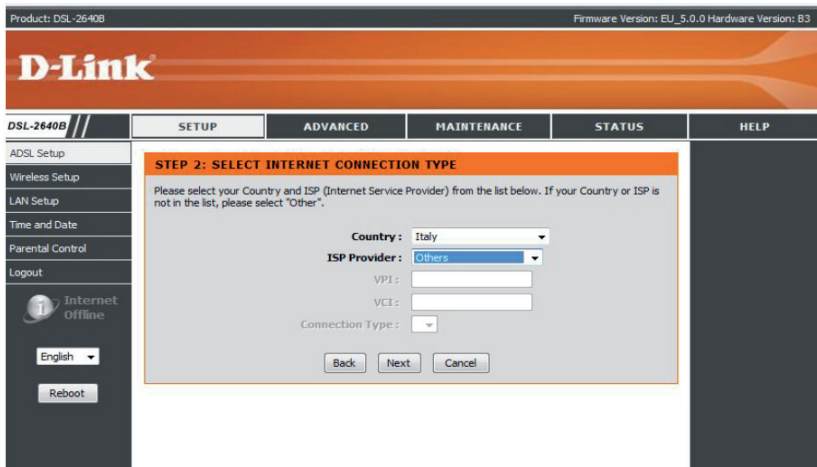 Product: DSL-2640B
Firmware Version: EU_5.0.0 Hardware Version: B3
D-Link
DSL-2640B
SETUP
ADVANCED
MAINTENANCE
STATUS
HELP
ADSL Setup
Wireless Setup
LAN Setup
Time and Date
Parental Control
Logout
Internet
Offline
English
Reboot
STEP 2: SELECT INTERNET CONNECTION TYPE
Please select your Country and ISP (Internet Service Provider) from the list below. If your Country or ISP is
not in the list, please select "Other".
Country : Italy
ISP Provider : Others
VPI :
VCI :
Connection Type :
Back
Next
Cancel